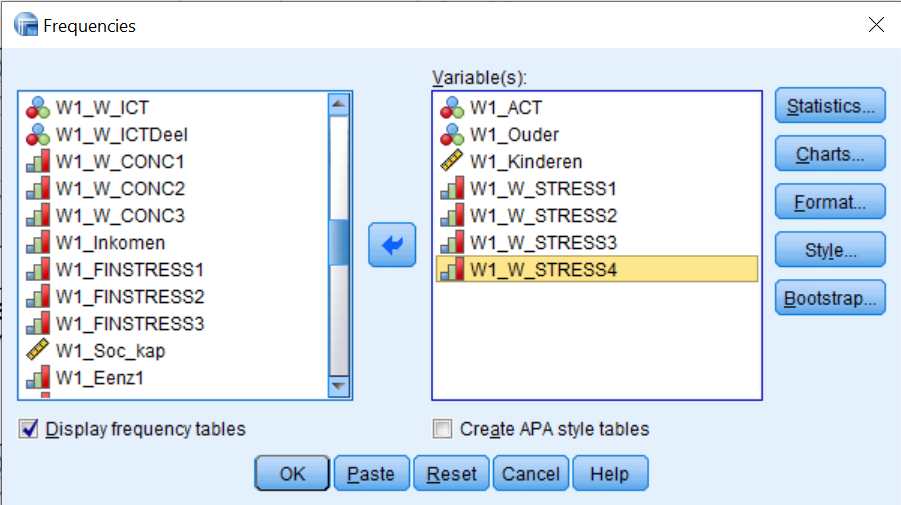 Frequencies
W1_W_ICT
W1_W_ICTDeel
W1_W_CONC1
W1_W_CONC2
W1_W_CONC3
W1_Inkomen
W1_FINSTRESS1
W1_FINSTRESS2
W1_FINSTRESS3
W1_Soc_kap
W1_Eenz1
Variable(s):
W1_ACT
W1_Ouder
W1_Kinderen
W1_W_STRESS1
W1_W_STRESS2
W1_W_STRESS3
W1_W_STRESS4
Statistics...
Charts...
Format...
Style...
Bootstrap...
Display frequency tables
Create APA style tables
OK Paste Reset Cancel Help